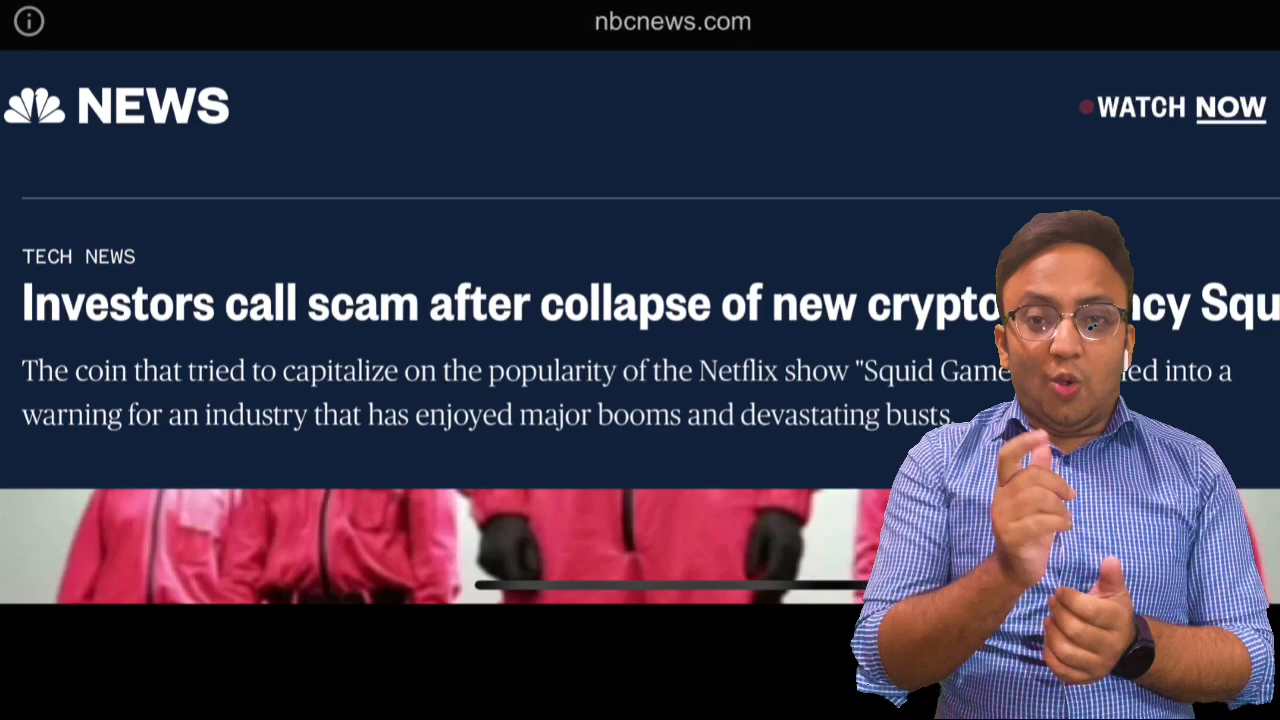 nbcnews.com
NEWS
WATCH NOW
TECH NEWS
Investors call scam after collapse of new crypto
The coin that tried to capitalize on the popularity of the Netflix show "Squid Game into a
warning for an industry that has enjoyed major booms and devastating busts.